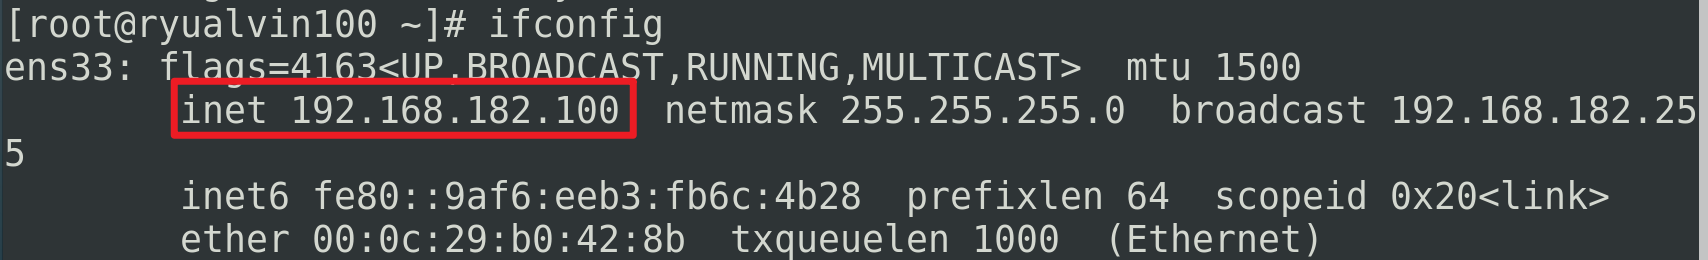 [root@ryualvin100 ~]# ifconfig
ens33: flags=4163<UP,BROADCAST,RUNNING,MULTICAST>  mtu 1500
        inet 192.168.182.100  netmask 255.255.255.0  broadcast 192.168.182.25
5
        inet6 fe80::9af6:eeb3:fb6c:4b28  prefixlen 64  scopeid 0x20<link>
        ether 00:0c:29:b0:42:8b  txqueuelen 1000  (Ethernet)